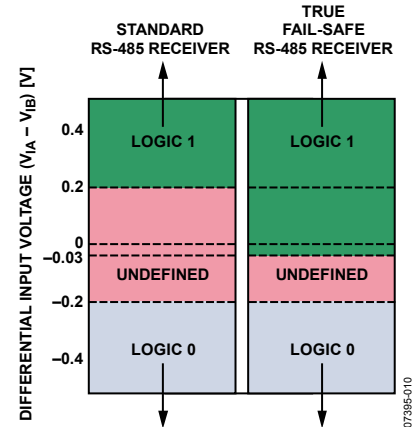 STANDARD
RS-485 RECEIVER
TRUE
FAIL-SAFE
RS-485 RECEIVER
DIFFERENTIAL INPUT VOLTAGE (VIA – VIB) [V]
0.4
0.2
0
–0.03
–0.2
–0.4
LOGIC 1
UNDEFINED
LOGIC 0
LOGIC 1
UNDEFINED
LOGIC 0
07395-010